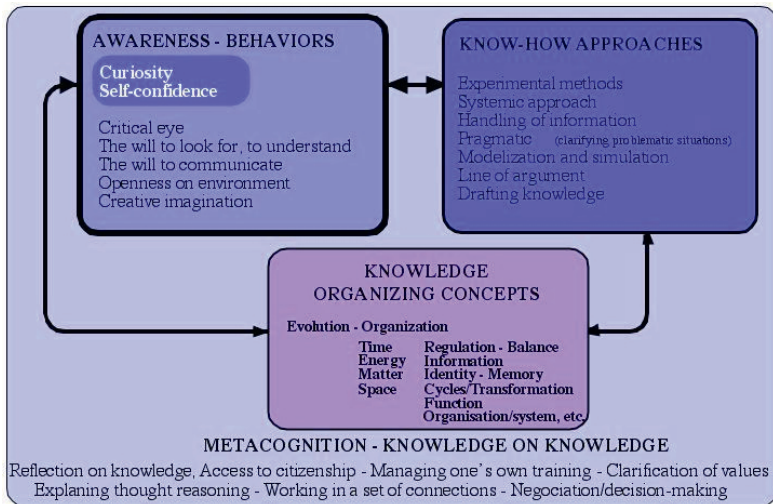 AWARENESS - BEHAVIORS
Curiosity
Self-confidence
Critical eye
The will to look for, to understand
The will to communicate
Openness on environment
Creative imagination
KNOW-HOW APPROACHES
Expermental methods
Systemic approach
Handling of information
Pragmatic (clarifying problematic situations)
Modelization and simulation
Line of argument
Drafting knowledge
KNOWLEDGE
ORGANIZING CONCEPTS
Evolution - Organization
Time Regulation - Balance
Energy Information
Matter Identity - Memory
Space Cycles/Transformation
Function
Organisation/system, etc.
METACOGNITION - KNOWLEDGE ON KNOWLEDGE
Reflection on knowledge, Access to citizenship - Managing one's own training - Clarification of values
Explaning thought reasoning - Working in a set of connections - Negociation/decision-making